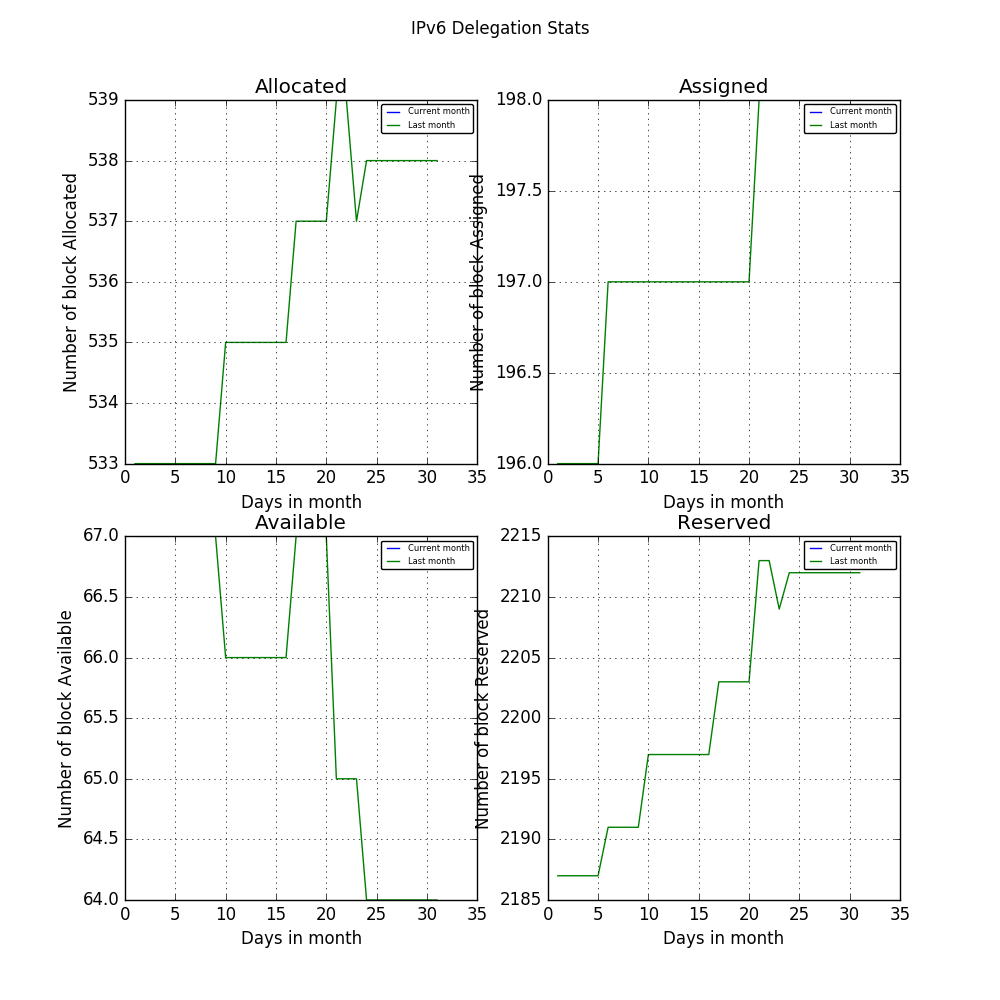 IPv6 Delegation Stats
Allocated
Number of block Allocated
539
538
537
536
535
534
533
0 5 10 15 20 25 30 35
Days in month
Current month
Last month
Assigned
Number of block Assigned
198.0
197.5
197.0
196.5
196.0
0 5 10 15 20 25 30 35
Days in month
Current month
Last month
Available
Number of block Available
67.0
66.5
66.0
65.5
65.0
64.5
64.0
0 5 10 15 20 25 30 35
Days in month
Current month
Last month
Reserved
Number of block Reserved
2215
2210
2205
2200
2195
2190
2185
0 5 10 15 20 25 30 35
Days in month
Current month
Last month